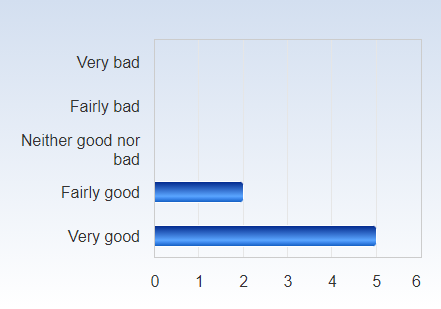 Very bad
Fairly bad
Neither good nor
bad
Fairly good
Very good
0 1 2 3 4 5 6